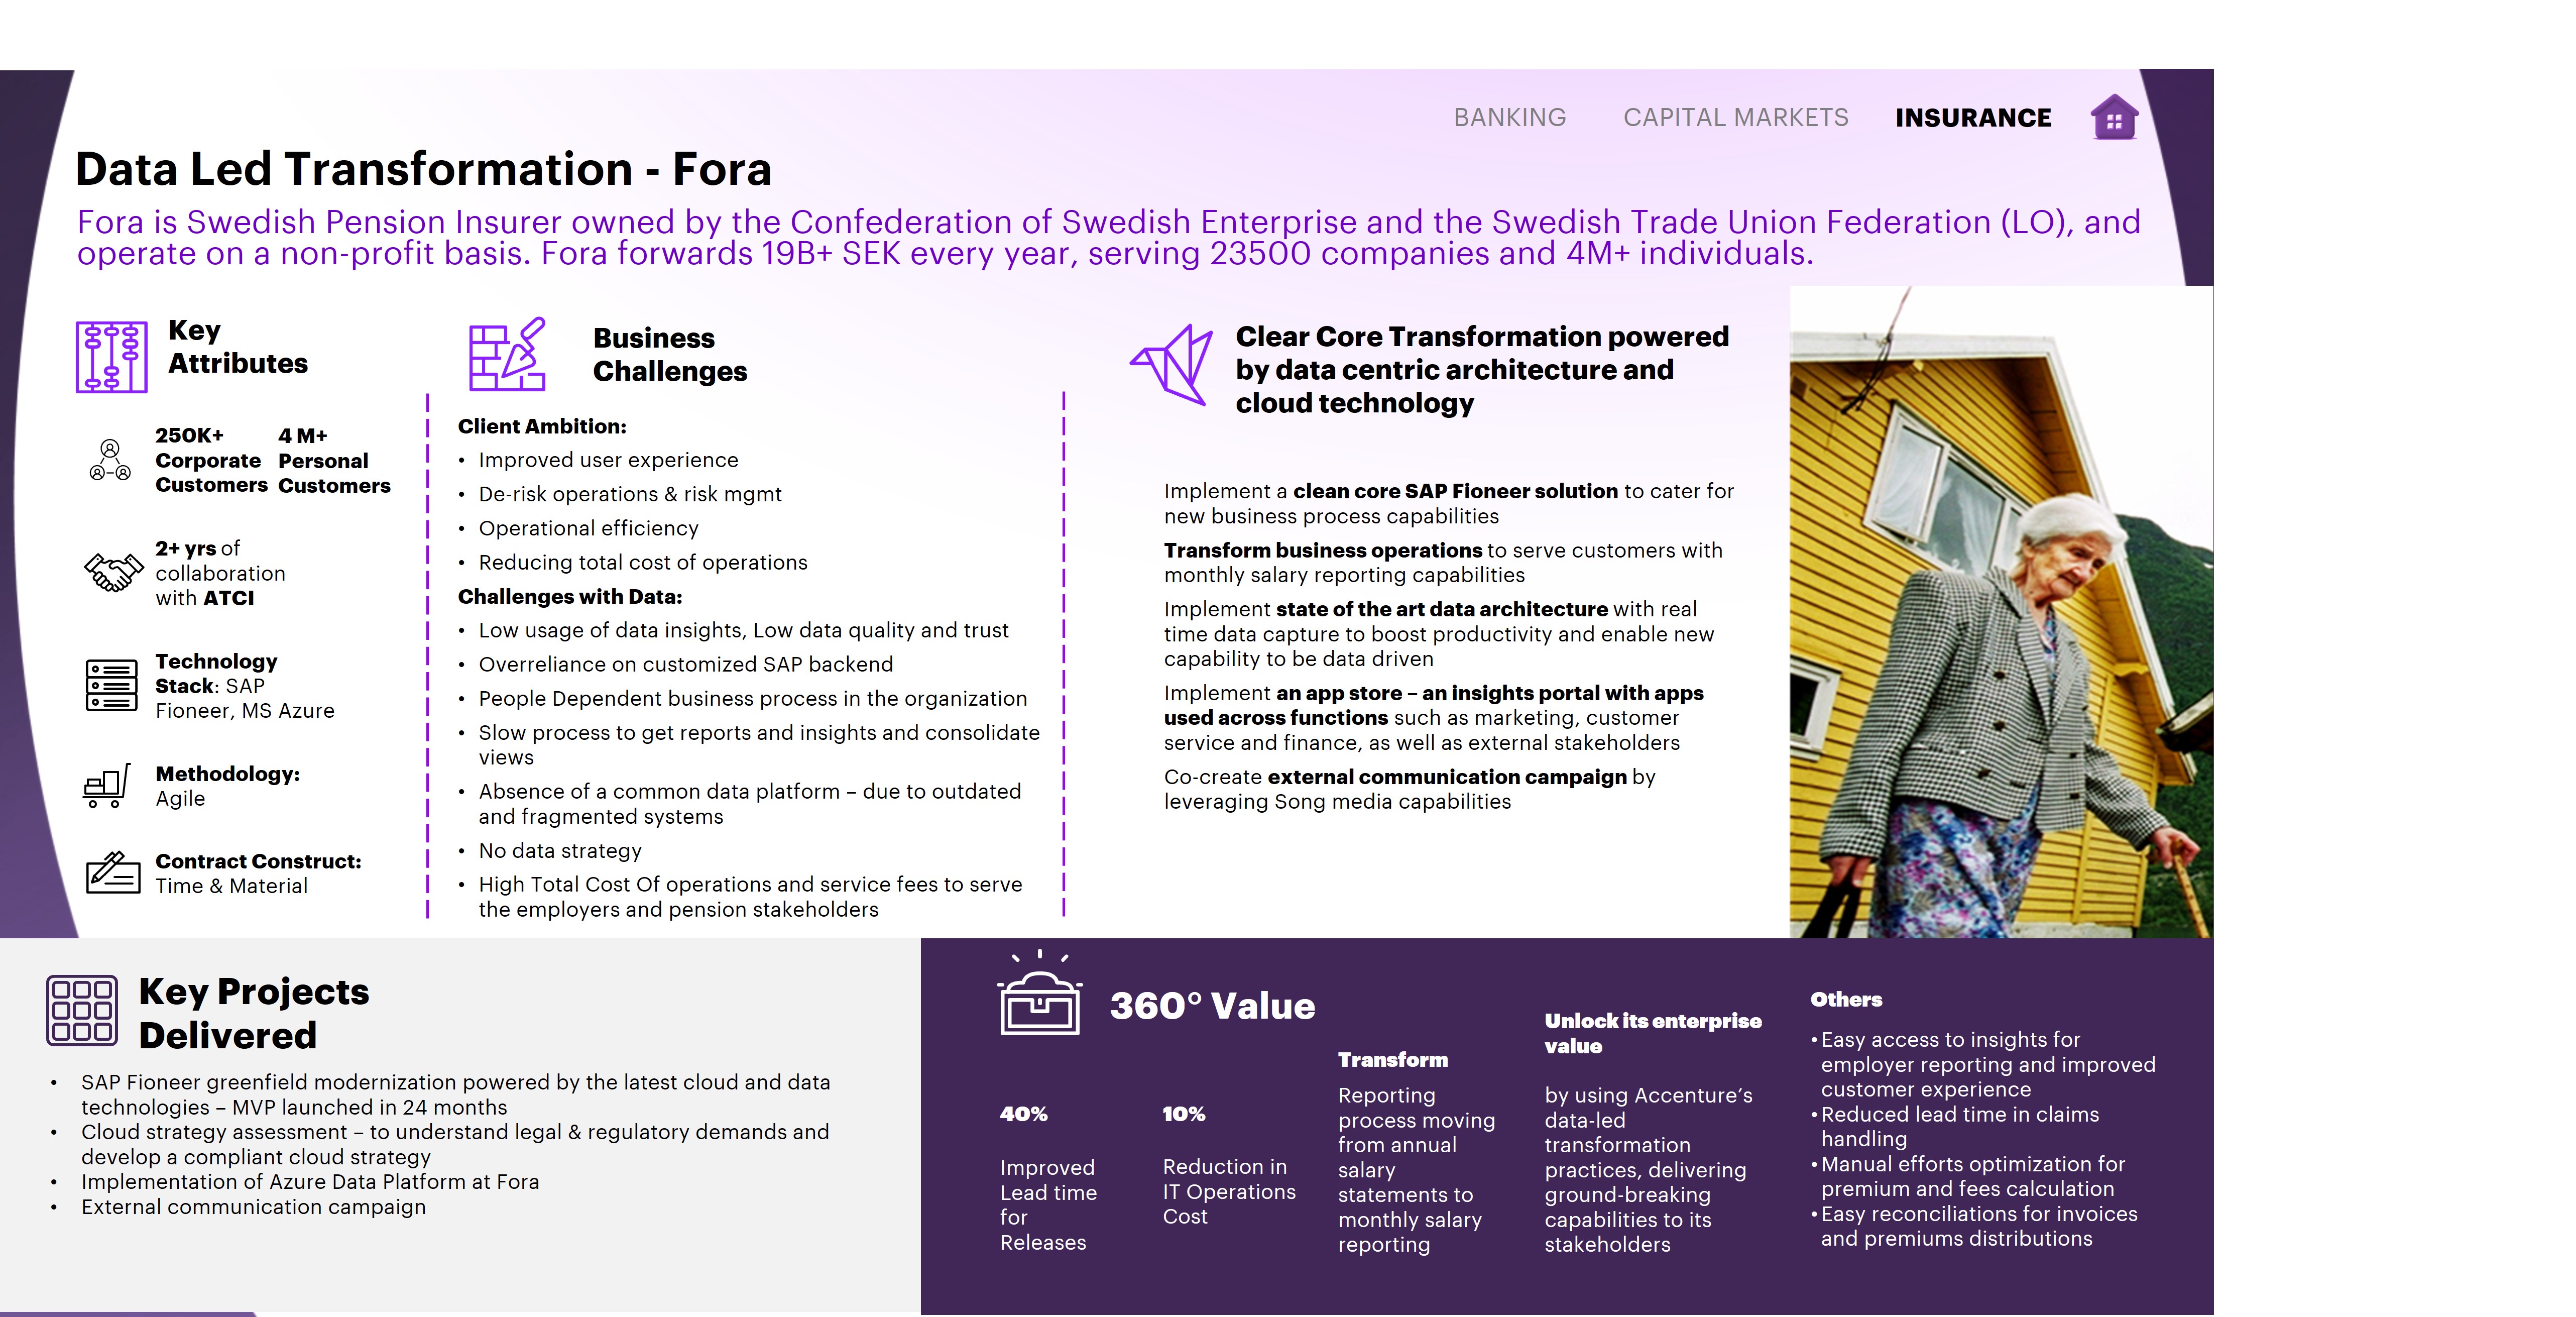 BANKING
CAPITAL MARKETS
INSURANCE
Data Led Transformation - Fora
Fora is Swedish Pension Insurer owned by the Confederation of Swedish Enterprise and the Swedish Trade Union Federation (LO), and
operate on a non-profit basis. Fora forwards 19B+ SEK every year, serving 23500 companies and 4M+ individuals.
Key
Attributes
250K+
Corporate
Customers
4 M+
Personal
Customers
2+ yrs of
collaboration
with ATCI
Technology
Stack: SAP
Fioneer, MS Azure
Methodology:
Agile
Contract Construct:
Time & Material
Business
Challenges
Client Ambition:
• Improved user experience
• De-risk operations & risk mgmt
• Operational efficiency
• Reducing total cost of operations
Challenges with Data:
• Low usage of data insights, Low data quality and trust
• Overreliance on customized SAP backend
• People Dependent business process in the organization
• Slow process to get reports and insights and consolidate
views
• Absence of a common data platform – due to outdated
and fragmented systems
• No data strategy
• High Total Cost Of operations and service fees to serve
the employers and pension stakeholders
Clear Core Transformation powered
by data centric architecture and
cloud technology
Implement a clean core SAP Fioneer solution to cater for
new business process capabilities
Transform business operations to serve customers with
monthly salary reporting capabilities
Implement state of the art data architecture with real
time data capture to boost productivity and enable new
capability to be data driven
Implement an app store – an insights portal with apps
used across functions such as marketing, customer
service and finance, as well as external stakeholders
Co-create external communication campaign by
leveraging Song media capabilities
Key Projects
Delivered
• SAP Fioneer greenfield modernization powered by the latest cloud and data
technologies – MVP launched in 24 months
• Cloud strategy assessment – to understand legal & regulatory demands and
develop a compliant cloud strategy
• Implementation of Azure Data Platform at Fora
• External communication campaign
360° Value
40%
Improved
Lead time
for
Releases
10%
Reduction in
IT Operations
Cost
Transform
Reporting
process moving
from annual
salary
statements to
monthly salary
reporting
Unlock its enterprise
value
by using Accenture’s
data-led
transformation
practices, delivering
ground-breaking
capabilities to its
stakeholders
Others
• Easy access to insights for
employer reporting and improved
customer experience
• Reduced lead time in claims
handling
• Manual efforts optimization for
premium and fees calculation
• Easy reconciliations for invoices
and premiums distributions